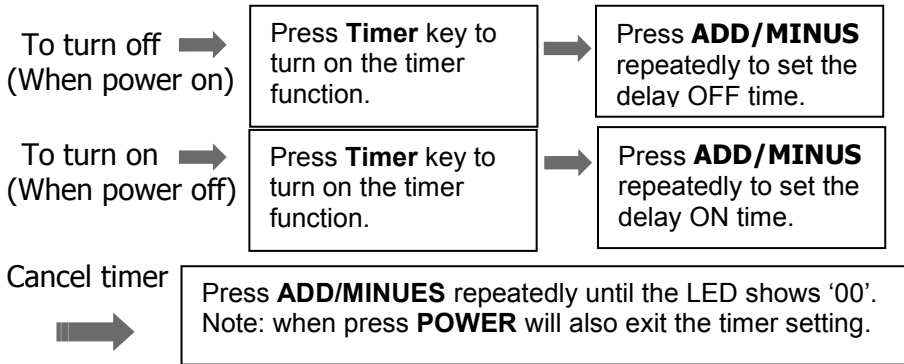 To turn off
(When power on)
Press Timer key to
turn on the timer
function.
Press ADD/MINUS
repeatedly to set the
delay OFF time.
To turn on
(When power off)
Press Timer key to
turn on the timer
function.
Press ADD/MINUS
repeatedly to set the
delay ON time.
Cancel timer
Press ADD/MINUES repeatedly until the LED shows ‘00’.
Note: when press POWER will also exit the timer setting.